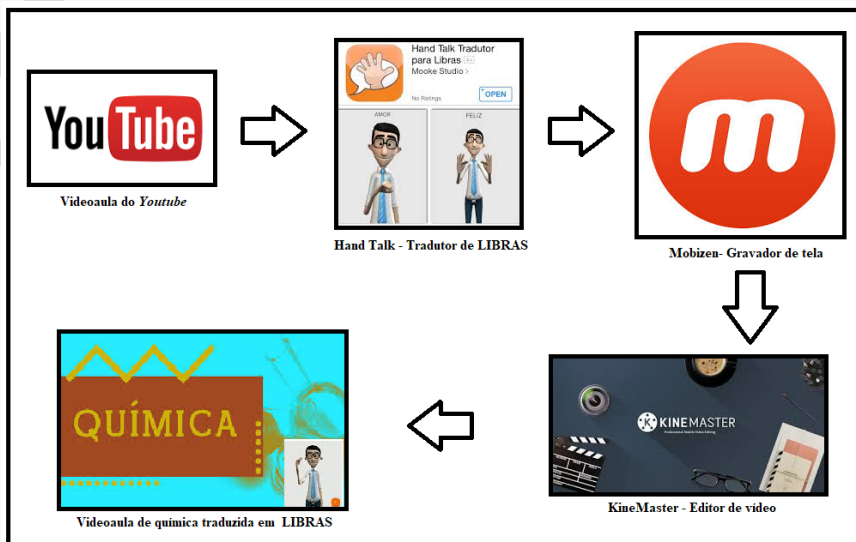 YouTube
Videoaula do Youtube
Hand Talk Tradutor
para Libras
Mooke Studio >
No Ratings
OPEN
AMOR
FELIZ
Hand Talk - Tradutor de LIBRAS
m
Mobizen- Gravador de tela
KINEMASTER
KineMaster - Editor de vídeo
QUÍMICA
Videoaula de química traduzida em LIBRAS